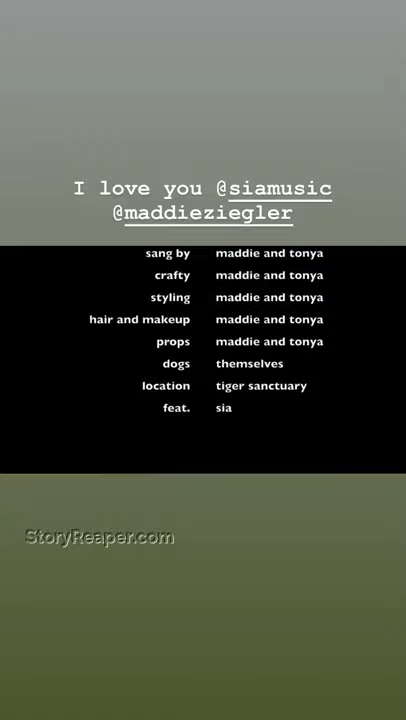 I love you @siamusic
@maddieziegler
sang by maddie and tonya
crafty maddie and tonya
styling maddie and tonya
hair and makeup maddie and tonya
props maddie and tonya
dogs themselves
location tiger sanctuary
feat. sia
StoryReaper.com